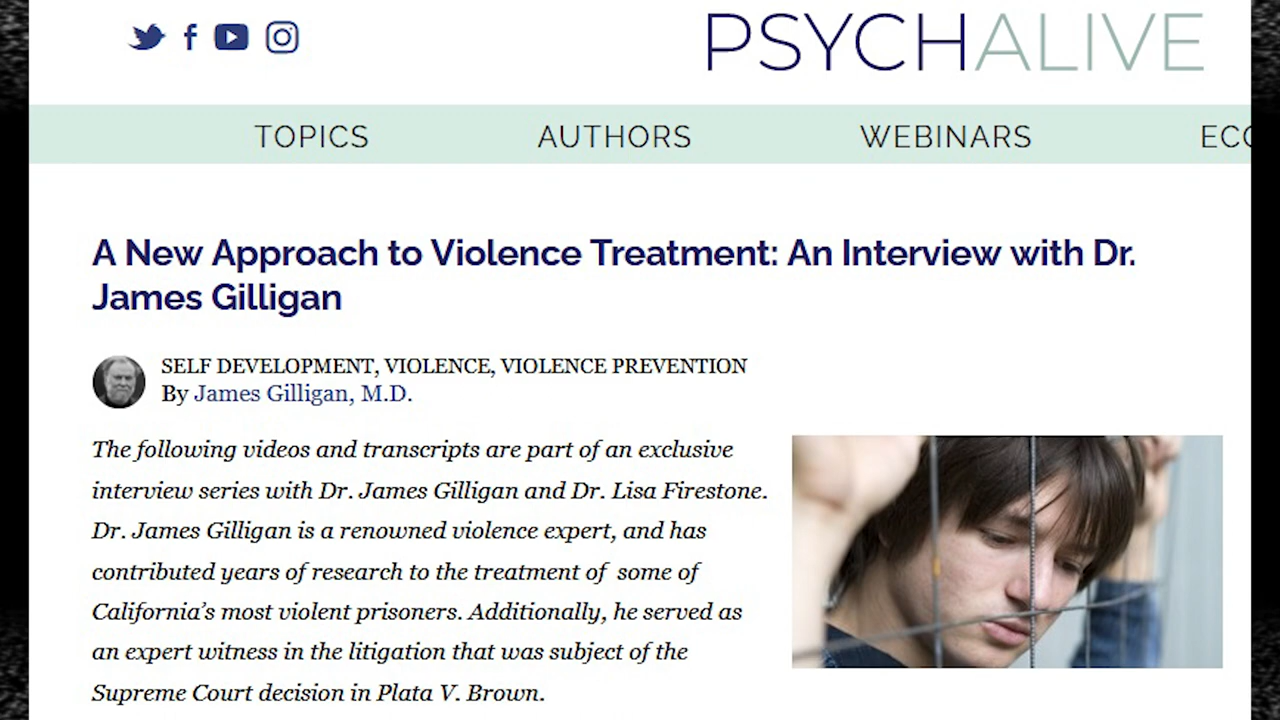 PSYCHALIVE
TOPICS AUTHORS WEBINARS
A New Approach to Violence Treatment: An Interview with Dr.
James Gilligan
SELF DEVELOPMENT, VIOLENCE, VIOLENCE PREVENTION
By James Gilligan, M.D.
The following videos and transcripts are part of an exclusive
interview series with Dr. James Gilligan and Dr. Lisa Firestone.
Dr. James Gilligan is a renowned violence expert, and has
contributed years of research to the treatment of some of
California's most violent prisoners. Additionally, he served as
an expert witness in the litigation that was subject of the
Supreme Court decision in Plata V. Brown.